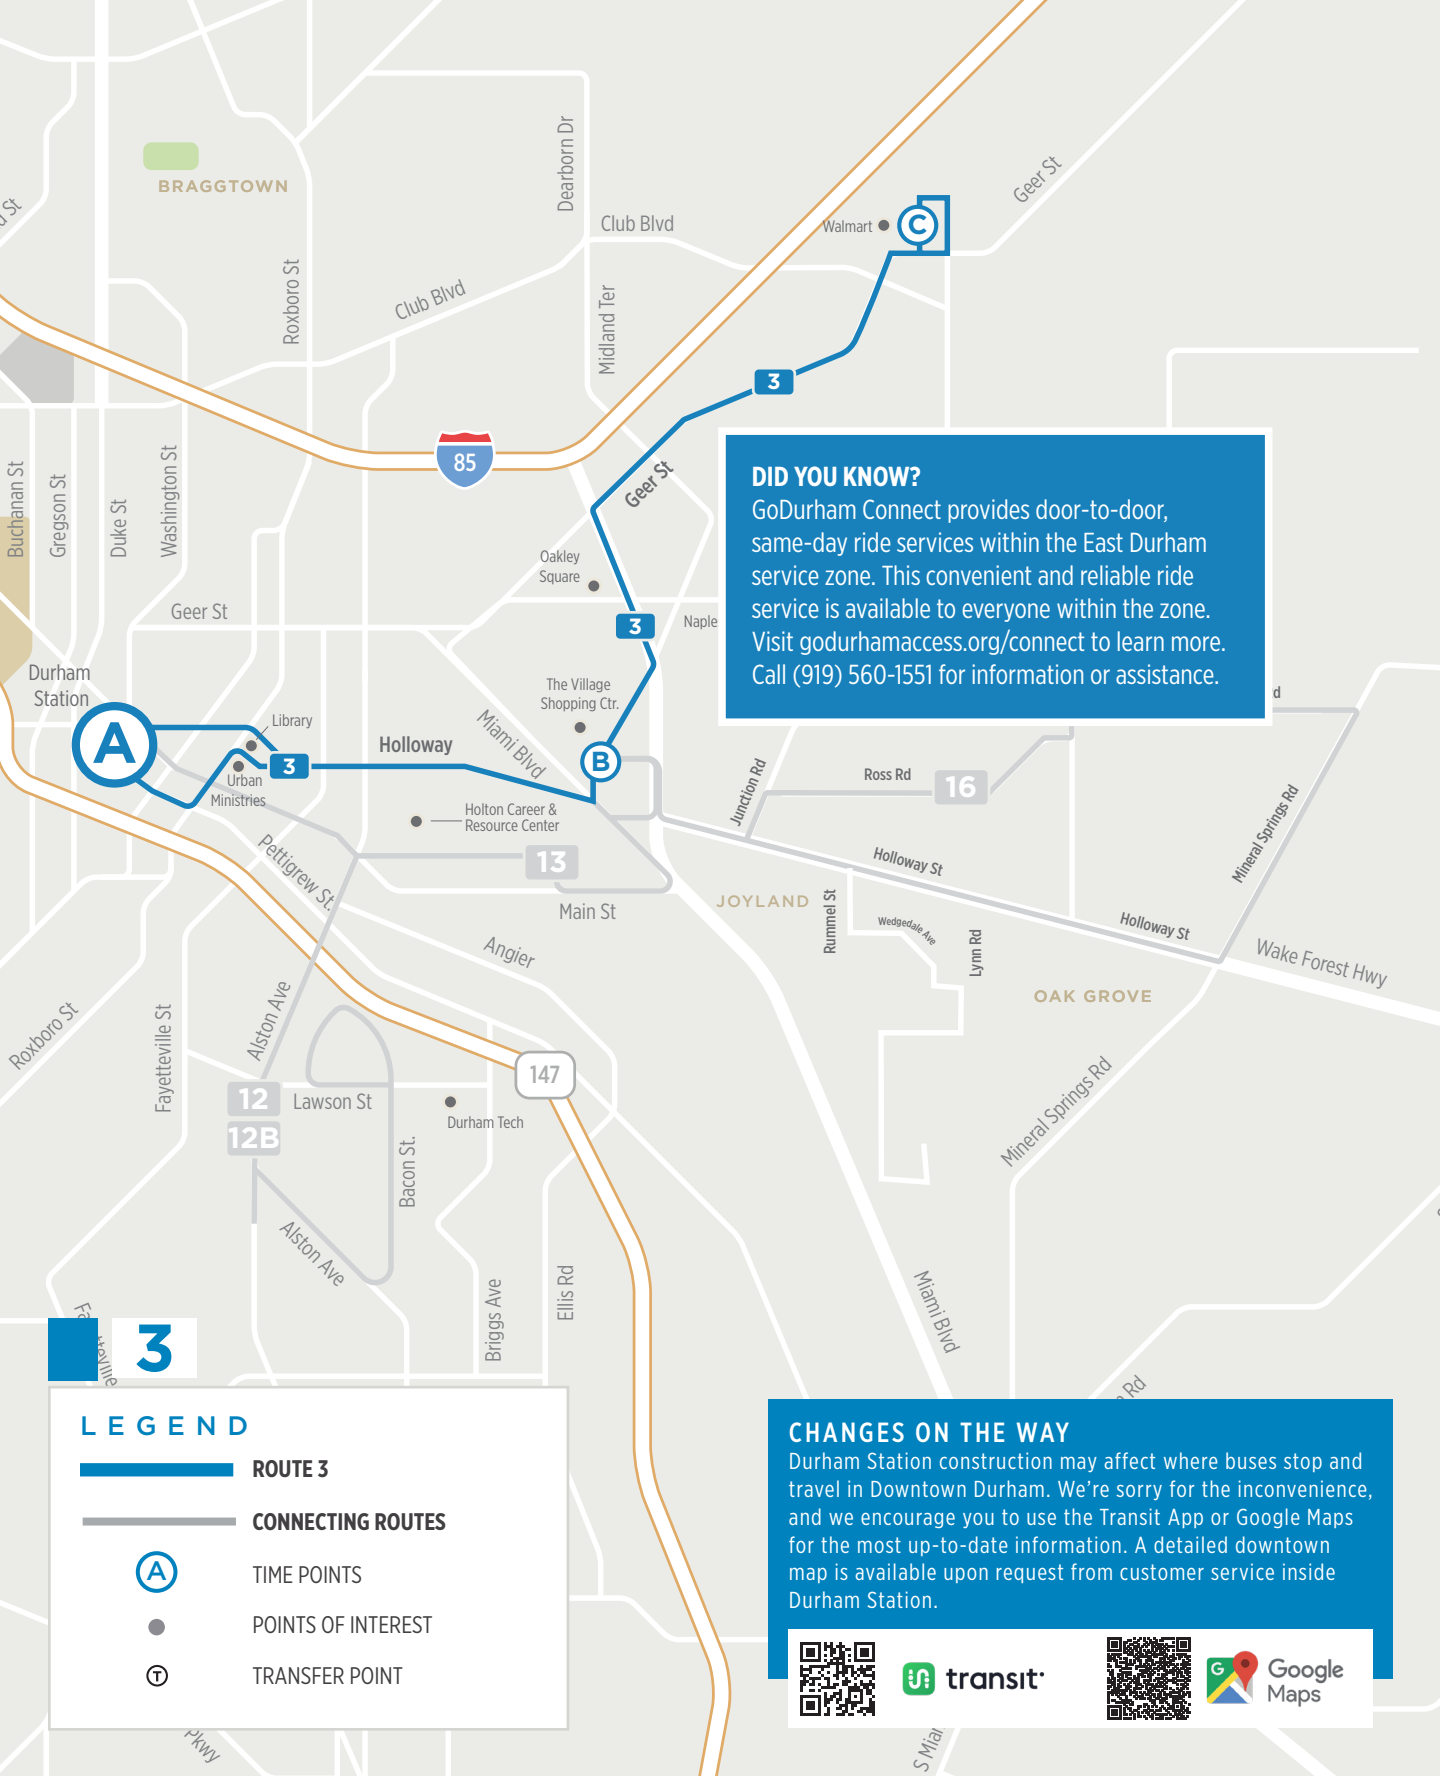 BRAGGTOWN
Dearborn Dr
Club Blvd
Geer St
Walmart
C
Roxboro St
Club Blvd
Midland Ter
3
85
Geer St
Buchanan St
Gregson St
Duke St
Washington St
Oakley
Square
Geer St
3
Naple
DID YOU KNOW?
GoDurham Connect provides door-to-door,
same-day ride services within the East Durham
service zone. This convenient and reliable ride
service is available to everyone within the zone.
Visit godurhamaccess.org/connect to learn more.
Call (919) 560-1551 for information or assistance.
Durham
Station
A
Library
Urban
Ministries
3
Holloway
Miami Blvd
The Village
Shopping Ctr.
B
Holton Career &
Resource Center
13
Main St
Pettigrew St.
Angier
Junction Rd
Ross Rd
16
Mineral Springs Rd
Holloway St
Holloway St
JOYLAND
Rummel St
Wedgedale Ave
Lynn Rd
Wake Forest Hwy
OAK GROVE
Mineral Springs Rd
Roxboro St
Fayetteville St
Alston Ave
12
12B
Lawson St
147
Durham Tech
Bacon St.
Alston Ave
Briggs Ave
Ellis Rd
Miami Blvd
Rd
3
LEGEND
ROUTE 3
CONNECTING ROUTES
A
TIME POINTS
POINTS OF INTEREST
T
TRANSFER POINT
Pkwy
CHANGES ON THE WAY
Durham Station construction may affect where buses stop and
travel in Downtown Durham. We're sorry for the inconvenience,
and we encourage you to use the Transit App or Google Maps
for the most up-to-date information. A detailed downtown
map is available upon request from customer service inside
Durham Station.
transit
G
Google
Maps
S Miar